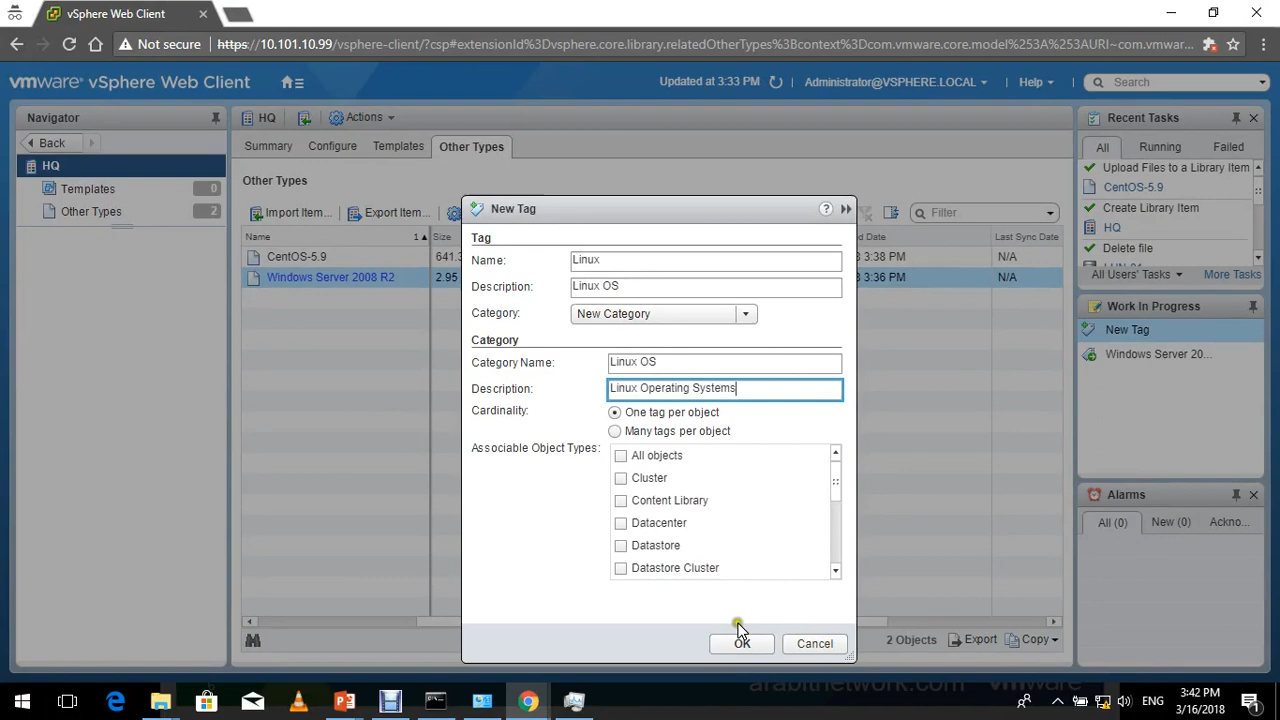 vSphere Web Client
Not secure
https://10.101.10.99/vsphere-client/?csp#extensionId%3Dvsphere.core.library.relatedOtherTypes%3Bcontext%3Dcom.vmware.core.model%253A%253AURI~com.vmwar...
vmware® vSphere Web Client
Updated at 3:33 PM
Administrator@VSPHERE.LOCAL
Help
Search
Navigator
Back
HQ
Templates 0
Other Types 2
HQ
Actions
Summary Configure Templates Other Types
Other Types
Import Item... Export Item...
Filter
Name 1 Size d Date Last Sync Date
CentOS-5.9 641.3 3:38 PM N/A
Windows Server 2008 R2 2.95 8 3:36 PM N/A
New Tag
Tag
Name: Linux
Description: Linux OS
Category: New Category
Category
Category Name: Linux OS
Description: Linux Operating Systems
Cardinality: One tag per object
Many tags per object
Associable Object Types: All objects
Cluster
Content Library
Datacenter
Datastore
Datastore Cluster
OK Cancel
2 Objects Export Copy
Recent Tasks
All Running Failed
Upload Files to a Library Item
CentOS-5.9
Create Library Item
HQ
Delete file
All Users' Tasks More Tasks
Work In Progress
New Tag
Windows Server 20...
Alarms
All (0) New (0) Ackno...
arabitnetwork.com
ENG
3:42 PM
3/16/2018